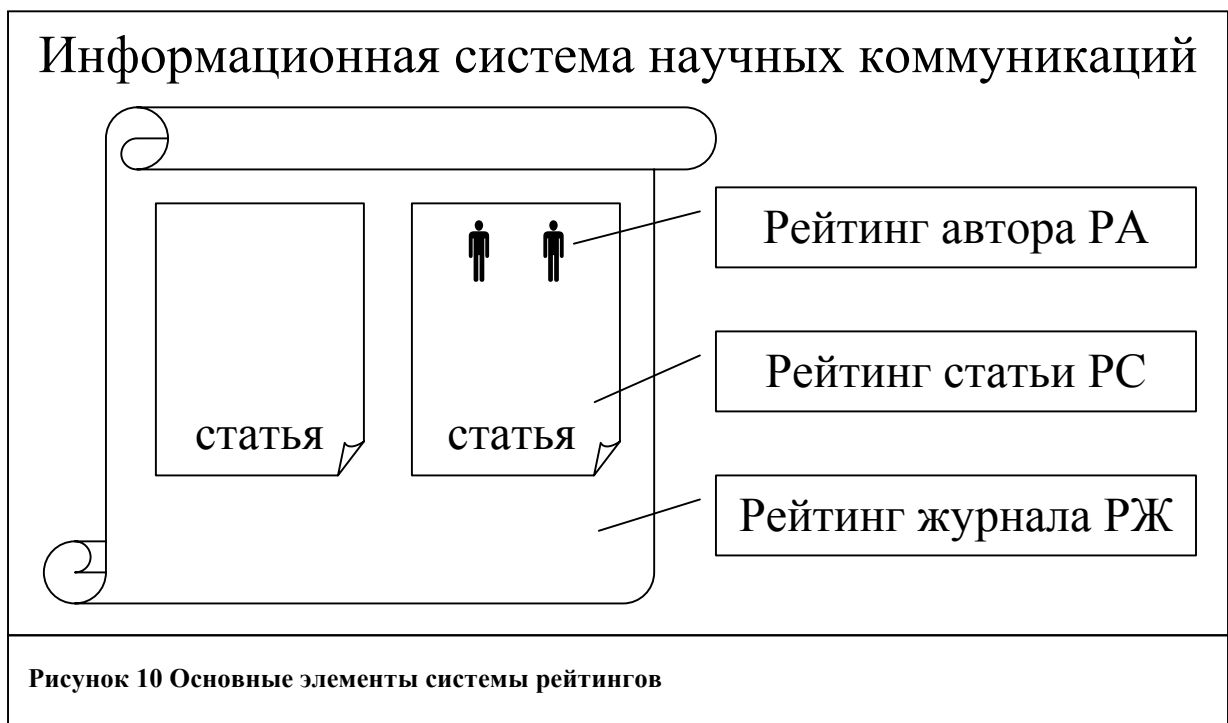 Информационная система научных коммуникаций
Рейтинг автора РА
Рейтинг статьи РС
статья
статья
Рейтинг журнала РЖ
Рисунок 10 Основные элементы системы рейтингов